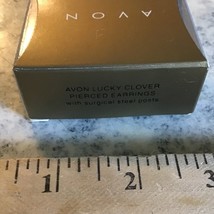 AVON
AVON LUCKY CLOVER
PIERCED EARRINGS
with surgical steel posts
1
2
3